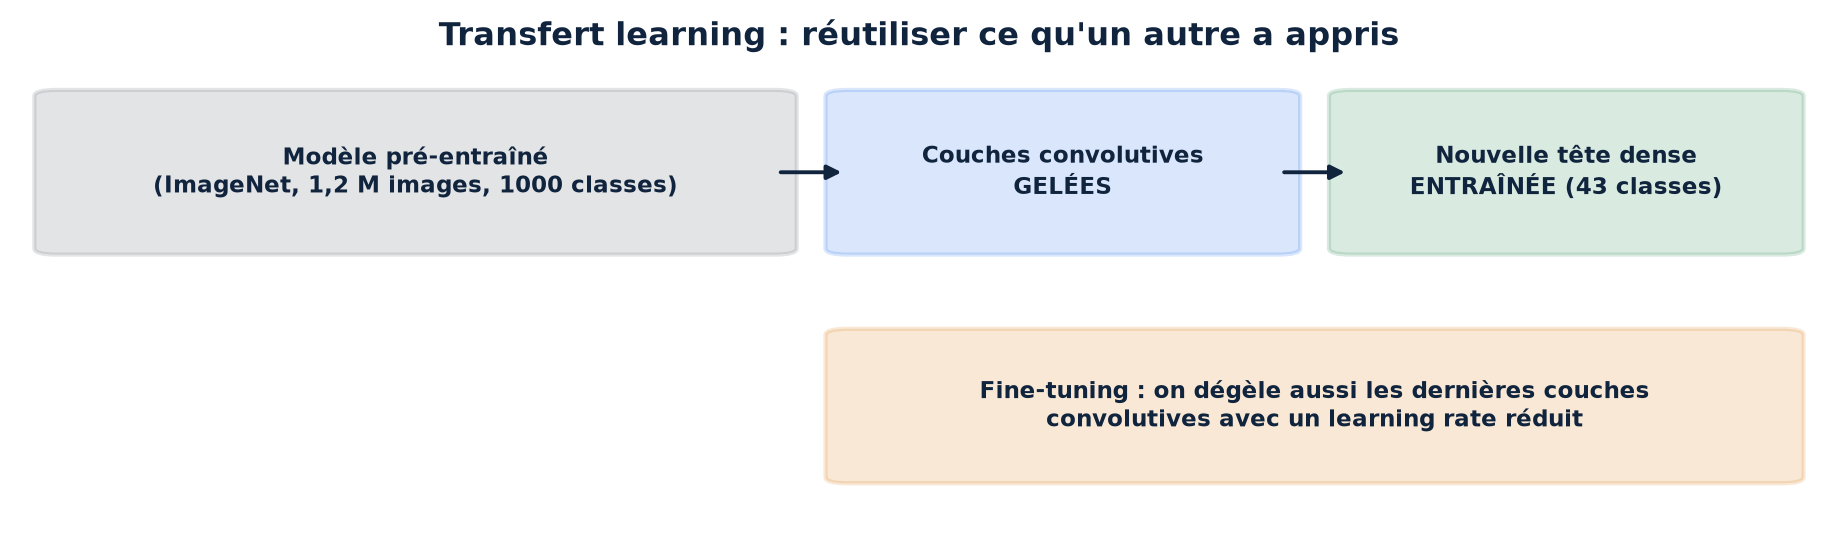 Transfert learning : réutiliser ce qu'un autre a appris
Modèle pré-entraîné
(ImageNet, 1,2 M images, 1000 classes)
Couches convolutives
GELÉES
Nouvelle tête dense
ENTRAÎNÉE (43 classes)
Fine-tuning : on dégèle aussi les dernières couches
convolutives avec un learning rate réduit